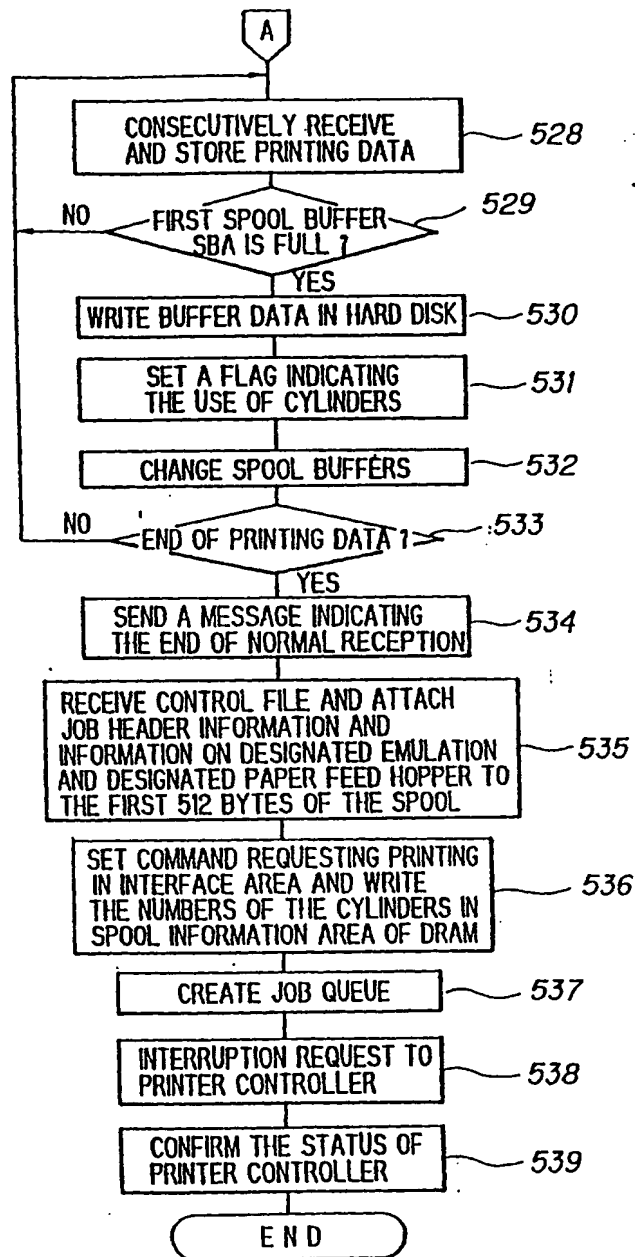 A
CONSECUTIVELY RECEIVE
AND STORE PRINTING DATA
528
NO
FIRST SPOOL BUFFER
SBA IS FULL ?
529
YES
WRITE BUFFER DATA IN HARD DISK
530
SET A FLAG INDICATING
THE USE OF CYLINDERS
531
CHANGE SPOOL BUFFERS
532
NO
END OF PRINTING DATA ?
533
YES
SEND A MESSAGE INDICATING
THE END OF NORMAL RECEPTION
534
RECEIVE CONTROL FILE AND ATTACH
JOB HEADER INFORMATION AND
INFORMATION ON DESIGNATED EMULATION
AND DESIGNATED PAPER FEED HOPPER TO
THE FIRST 512 BYTES OF THE SPOOL
535
SET COMMAND REQUESTING PRINTING
IN INTERFACE AREA AND WRITE
THE NUMBERS OF THE CYLINDERS IN
SPOOL INFORMATION AREA OF DRAM
536
CREATE JOB QUEUE
537
INTERRUPTION REQUEST TO
PRINTER CONTROLLER
538
CONFIRM THE STATUS OF
PRINTER CONTROLLER
539
END